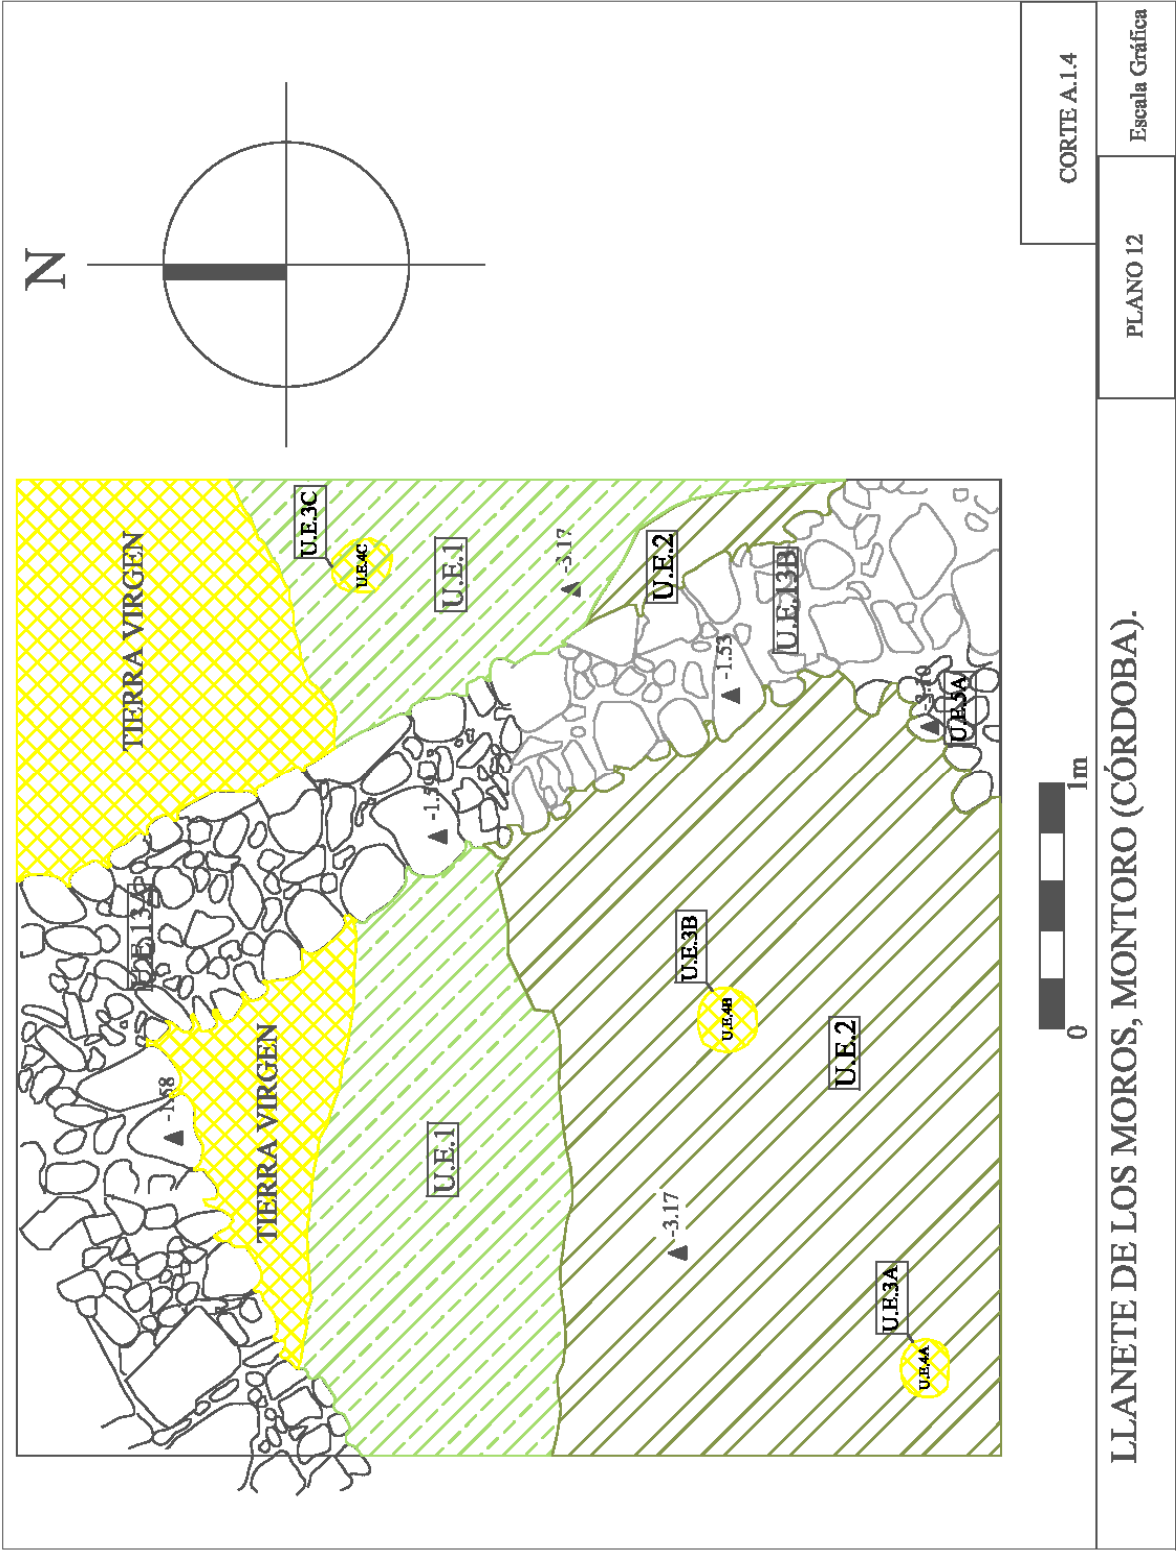 N
TIERRA VIRGEN
U.E.13A
-1.58
TIERRA VIRGEN
U.E.3C
U.E.4C
U.E.1
U.E.1
-3.17
U.E.2
-3.17
U.E.3B
-1.53
U.E.4B
U.E.13B
U.E.2
U.E.3A
U.E.4A
U.E.5A
0 1m
CORTE A.1.4
LLANETE DE LOS MOROS, MONTORO (CÓRDOBA).
PLANO 12
Escala Gráfica